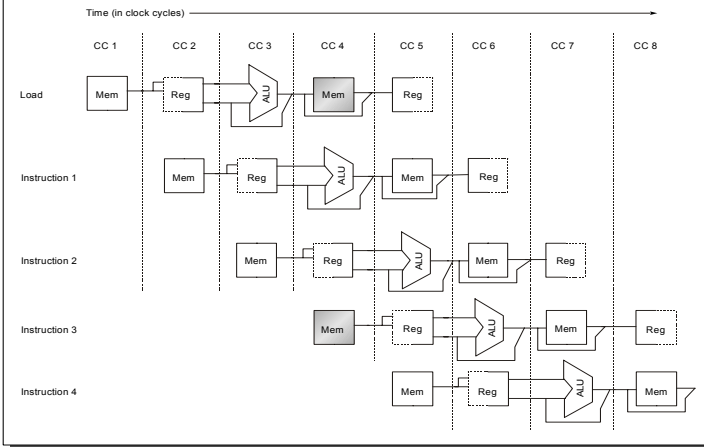 Time (in clock cycles)
CC 1 CC 2 CC 3 CC 4 CC 5 CC 6 CC 7 CC 8
Load Mem Reg ALU Mem Reg
Instruction 1 Mem Reg ALU Mem Reg
Instruction 2 Mem Reg ALU Mem Reg
Instruction 3 Mem Reg ALU Mem Reg
Instruction 4 Mem Reg ALU Mem